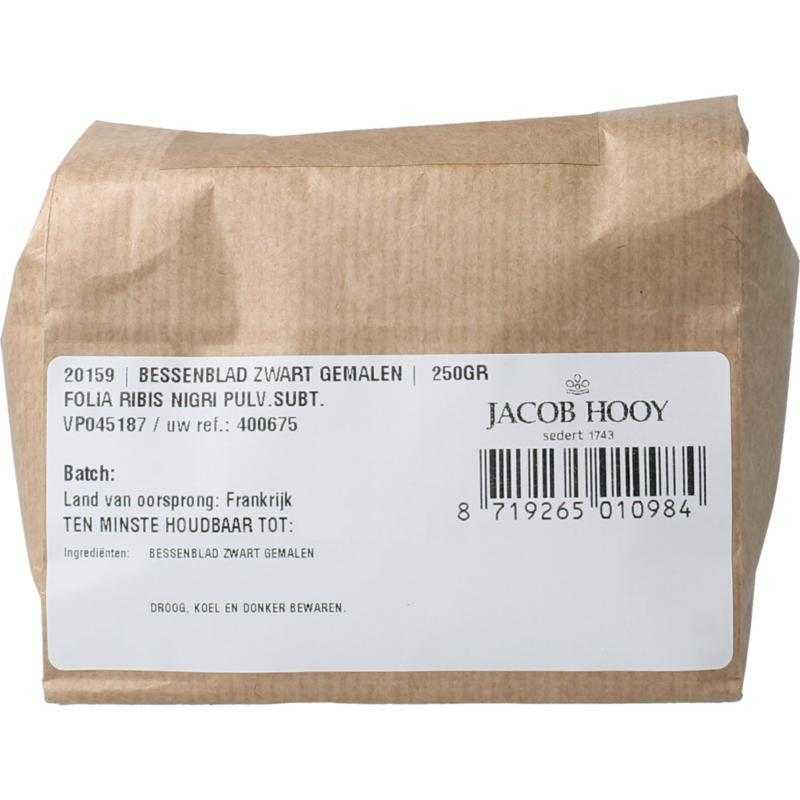 20159 | BESSENBLAD ZWART GEMALEN | 250GR
FOLIA RIBIS NIGRI PULV.SUBT.
VP045187 / uw ref.: 400675
JACOB HOOY
sedert 1743
8 719265 010984
Batch:
Land van oorsprong: Frankrijk
TEN MINSTE HOUDBAAR TOT:
Ingrediënten: BESSENBLAD ZWART GEMALEN
DROOG, KOEL EN DONKER BEWAREN.